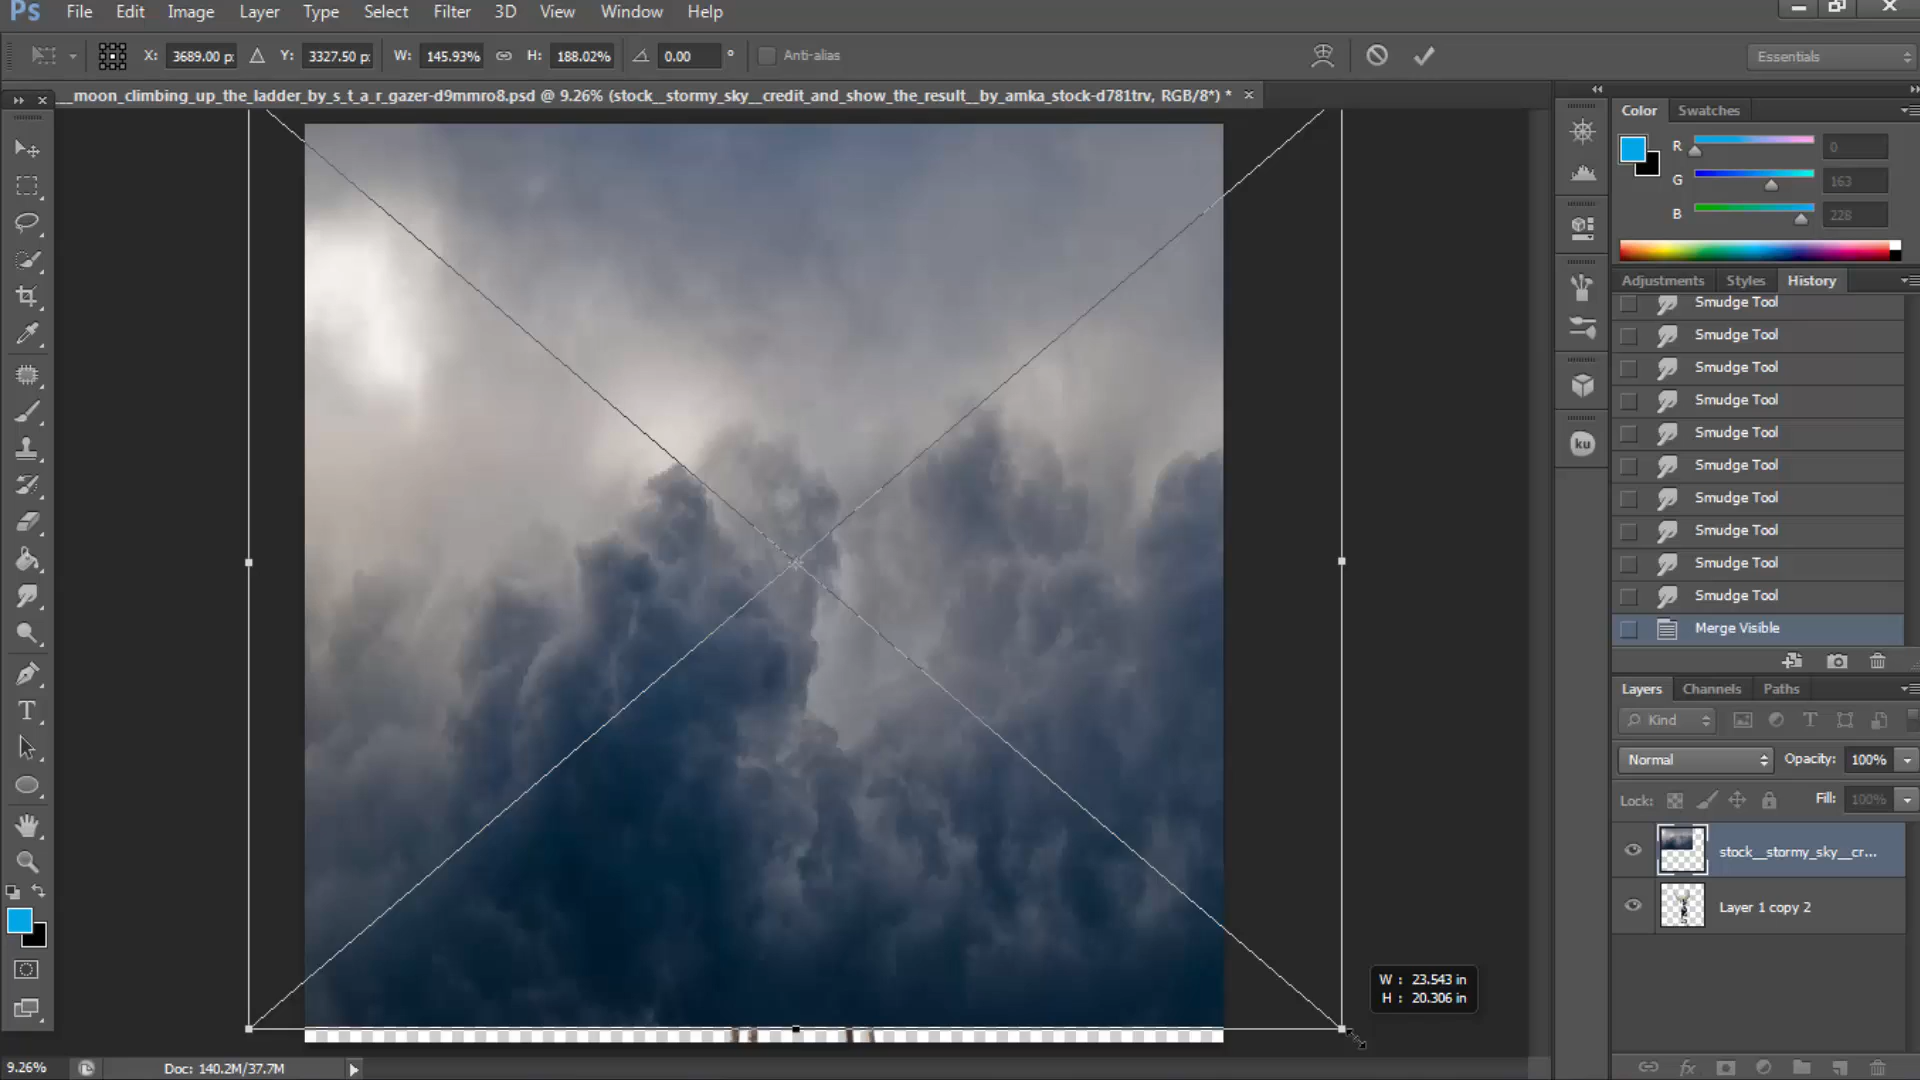 Ps File Edit Image Layer Type Select Filter 3D View Window Help
X: 3689.00 p: Y: 3327.50 p: W: 145.93% H: 188.02% 0.00 ° Anti-alias Essentials
__moon_climbing_up_the_ladder_by_s_t_a_r_gazer-d9mmro8.psd @ 9.26% (stock__stormy_sky__credit_and_show_the_result__by_amka_stock-d781trv, RGB/8*) * ×
Color Swatches
R 0
G 163
B 228
Adjustments Styles History
Smudge Tool
Smudge Tool
Smudge Tool
Smudge Tool
Smudge Tool
Smudge Tool
Smudge Tool
Smudge Tool
Smudge Tool
Smudge Tool
Merge Visible
ku
Layers Channels Paths
Kind
Normal Opacity: 100%
Lock: Fill: 100%
stock__stormy_sky__cr...
Layer 1 copy 2
W : 23.543 in
H : 20.306 in
fx
9.26% Doc: 140.2M/37.7M